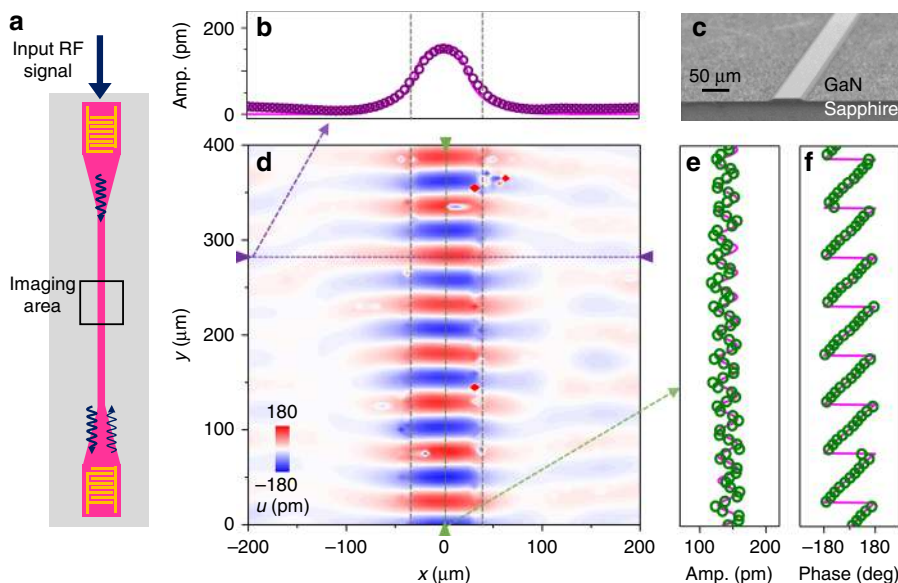 a
Input RF
signal
Imaging
area
b
Amp. (pm)
200
0
c
50 μm
GaN
Sapphire
d
400
300
200
100
0
y (μm)
180
−180
u (pm)
−200
−100
0
100
200
x (μm)
e
100
200
Amp. (pm)
f
−180
180
Phase (deg)